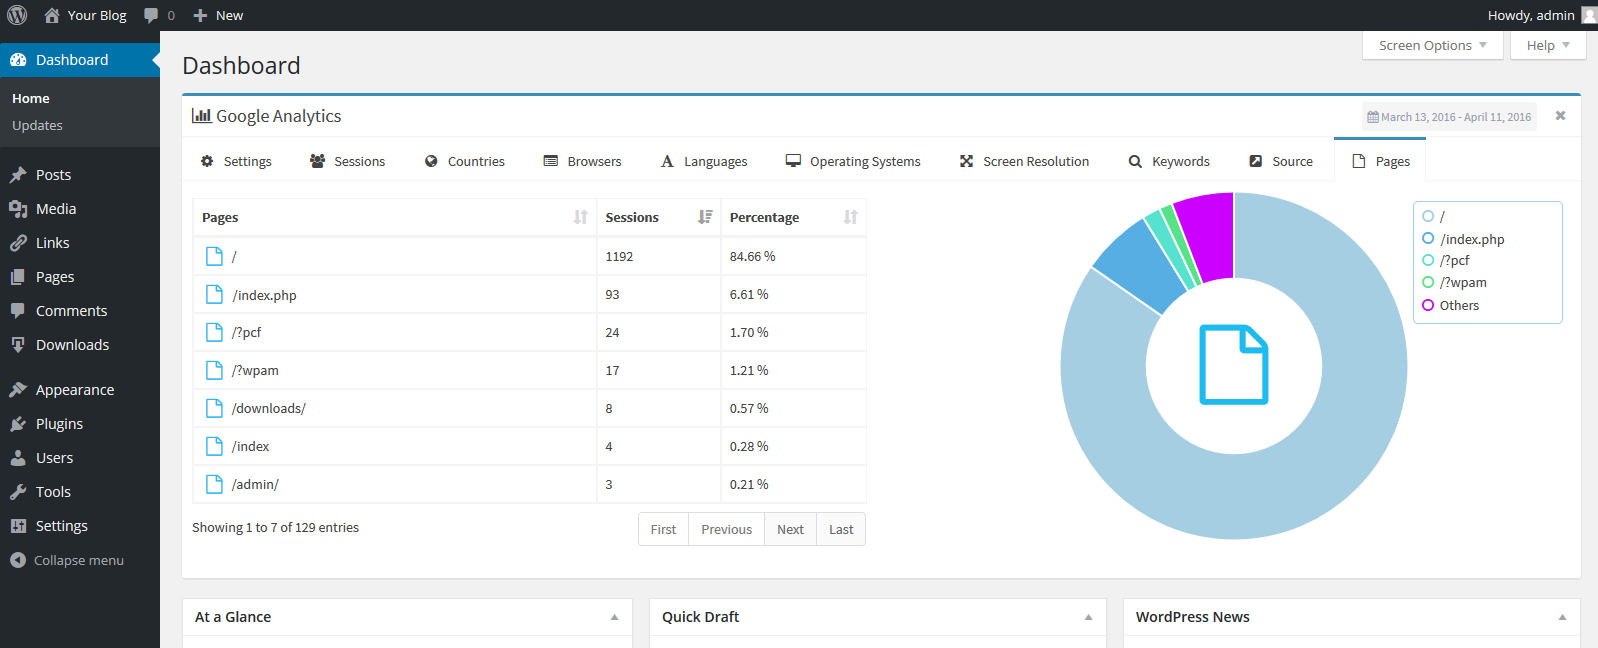 Your Blog 0 New Howdy, admin
Dashboard
Home
Updates
Posts
Media
Links
Pages
Comments
Downloads
Appearance
Plugins
Users
Tools
Settings
Collapse menu
Screen Options Help
Dashboard
Google Analytics March 13, 2016 - April 11, 2016
Settings Sessions Countries Browsers Languages Operating Systems Screen Resolution Keywords Source Pages
Pages Sessions Percentage
/ 1192 84.66 %
/index.php 93 6.61 %
/?pcf 24 1.70 %
/?wpam 17 1.21 %
/downloads/ 8 0.57 %
/index 4 0.28 %
/admin/ 3 0.21 %
Showing 1 to 7 of 129 entries
First Previous Next Last
/
/index.php
/?pcf
/?wpam
Others
At a Glance
Quick Draft
WordPress News